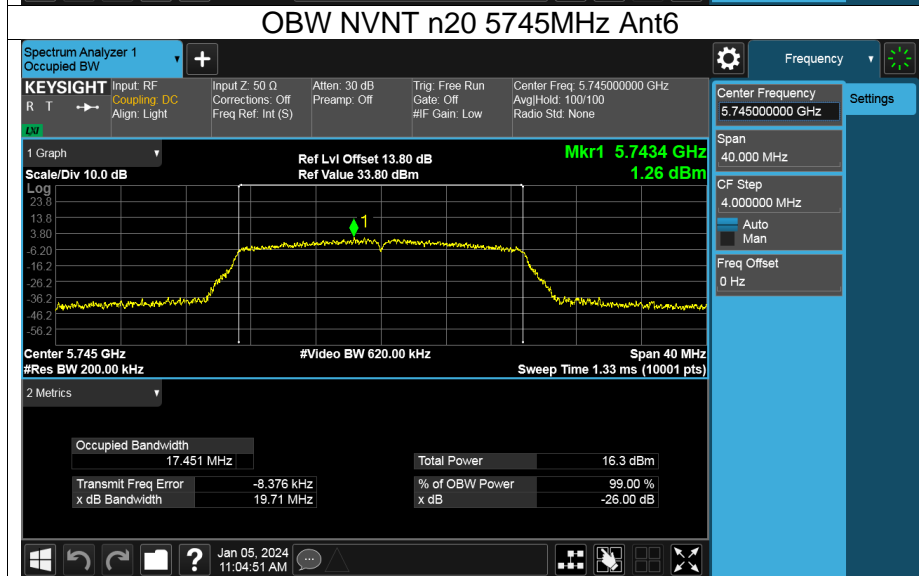 OBW NVNT n20 5745MHz Ant6
Spectrum Analyzer 1
Occupied BW
+
Frequency
KEYSIGHT
R T
LXI
Input: RF
Coupling: DC
Align: Light
Input Z: 50 Ω
Corrections: Off
Freq Ref: Int (S)
Atten: 30 dB
Preamp: Off
Trig: Free Run
Gate: Off
#IF Gain: Low
Center Freq: 5.745000000 GHz
Avg|Hold: 100/100
Radio Std: None
Center Frequency
5.745000000 GHz
Settings
Span
40.000 MHz
CF Step
4.000000 MHz
Auto
Man
Freq Offset
0 Hz
1 Graph
Scale/Div 10.0 dB
Ref Lvl Offset 13.80 dB
Ref Value 33.80 dBm
Mkr1 5.7434 GHz
1.26 dBm
Log
23.8
13.8
3.80
-6.20
-16.2
-26.2
-36.2
-46.2
-56.2
1
Center 5.745 GHz
#Res BW 200.00 kHz
#Video BW 620.00 kHz
Span 40 MHz
Sweep Time 1.33 ms (10001 pts)
2 Metrics
Occupied Bandwidth
17.451 MHz
Transmit Freq Error -8.376 kHz
x dB Bandwidth 19.71 MHz
Total Power 16.3 dBm
% of OBW Power 99.00 %
x dB -26.00 dB
?
Jan 05, 2024
11:04:51 AM